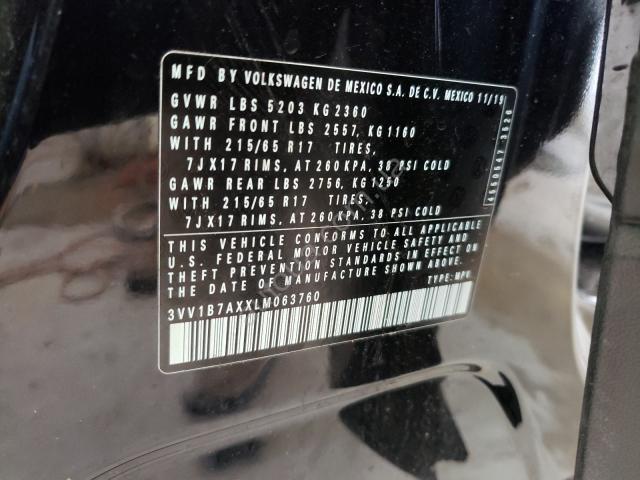 MFD BY VOLKSWAGEN DE MEXICO S.A. DE C.V. MEXICO 11/19
GVWR LBS 5203 KG 2360
GAWR FRONT LBS 2557, KG 1160
WITH 215/65 R17 TIRES,
7JX17 RIMS, AT 260 KPA, 38 PSI COLD
GAWR REAR LBS 2756, KG 1250
WITH 215/65 R17 TIRES,
7JX17 RIMS, AT 260 KPA, 38 PSI COLD
THIS VEHICLE CONFORMS TO ALL APPLICABLE
U.S. FEDERAL MOTOR VEHICLE SAFETY AND
THEFT PREVENTION STANDARDS IN EFFECT ON
THE DATE OF MANUFACTURE SHOWN ABOVE.
TYPE: MPV
3VV1B7AXXLM063760